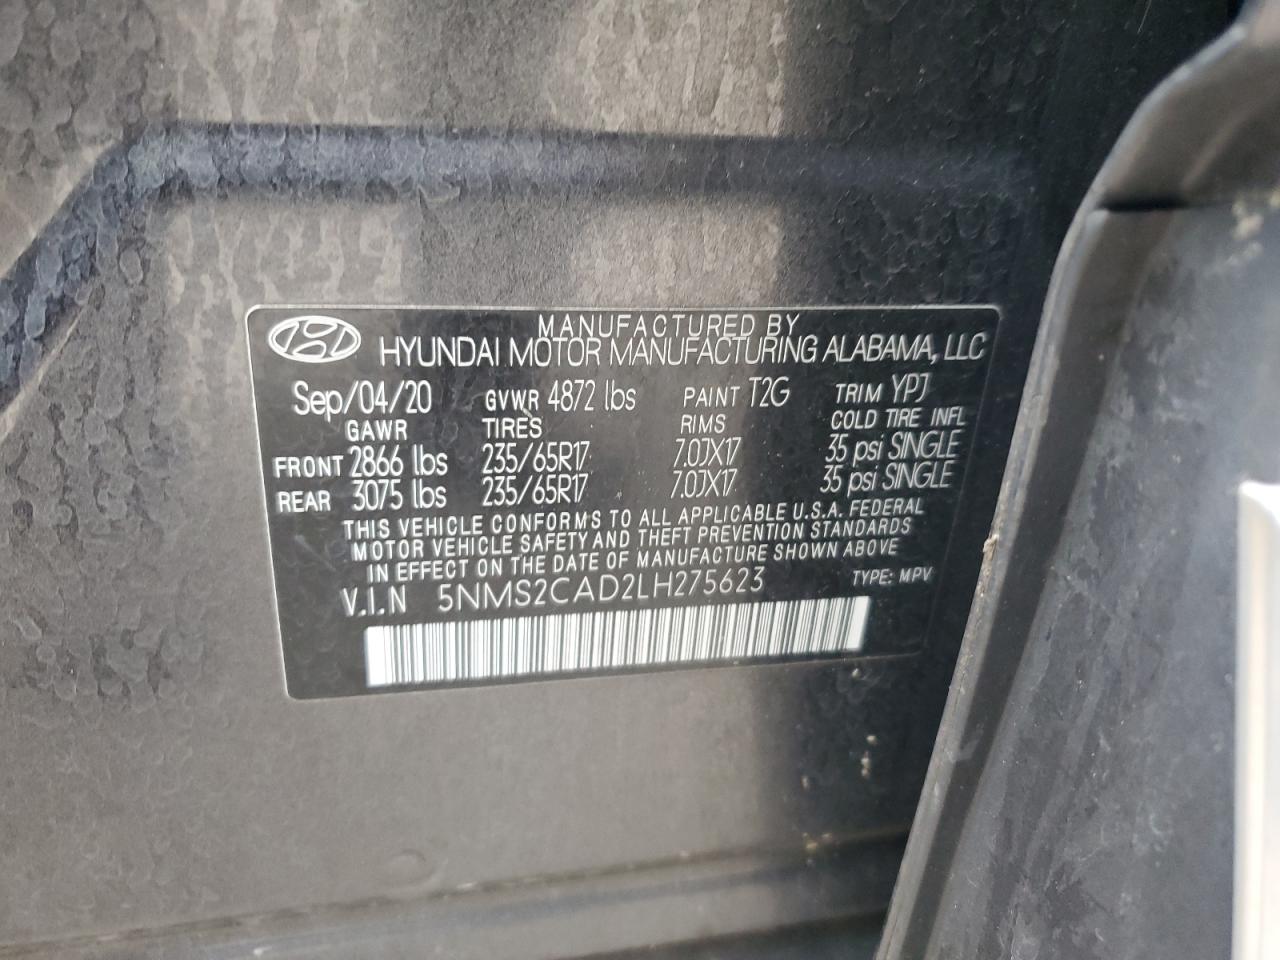 MANUFACTURED BY
HYUNDAI MOTOR MANUFACTURING ALABAMA, LLC
Sep/04/20 GVWR 4872 lbs PAINT T2G TRIM YPJ
GAWR TIRES RIMS COLD TIRE INFL
FRONT 2866 lbs 235/65R17 7.0JX17 35 psi SINGLE
REAR 3075 lbs 235/65R17 7.0JX17 35 psi SINGLE
THIS VEHICLE CONFORMS TO ALL APPLICABLE U.S.A. FEDERAL
MOTOR VEHICLE SAFETY AND THEFT PREVENTION STANDARDS
IN EFFECT ON THE DATE OF MANUFACTURE SHOWN ABOVE
V.I.N 5NMS2CAD2LH275623 TYPE: MPV